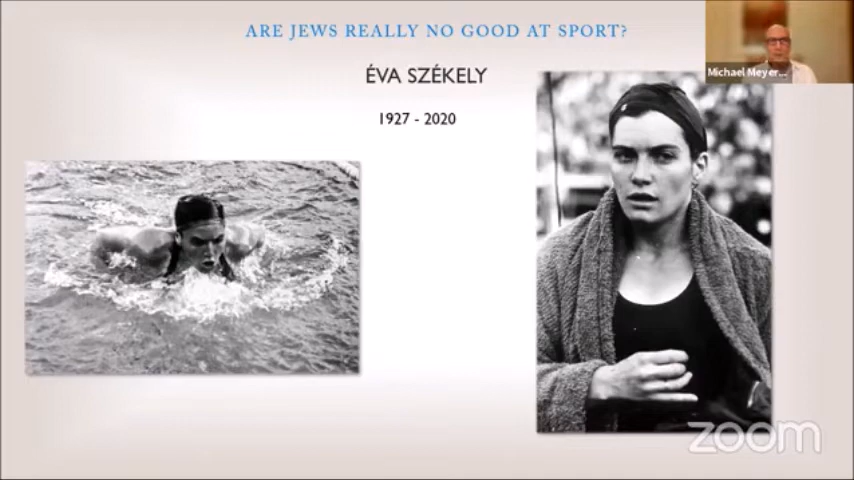 ARE JEWS REALLY NO GOOD AT SPORT?
Michael Meyer...
ÉVA SZÉKELY
1927 - 2020
zoom